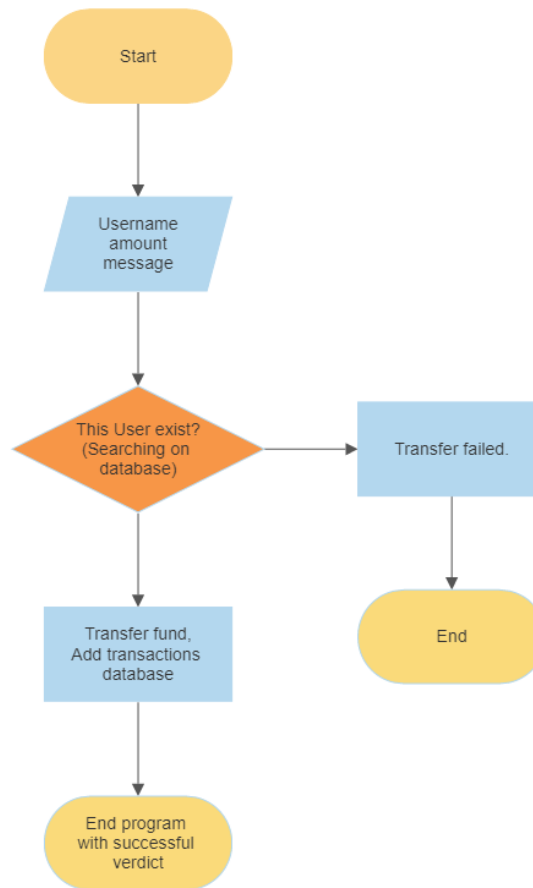 Start
Username
amount
message
This User exist?
(Searching on
database)
Transfer failed.
Transfer fund,
Add transactions
database
End
End program
with successful
verdict